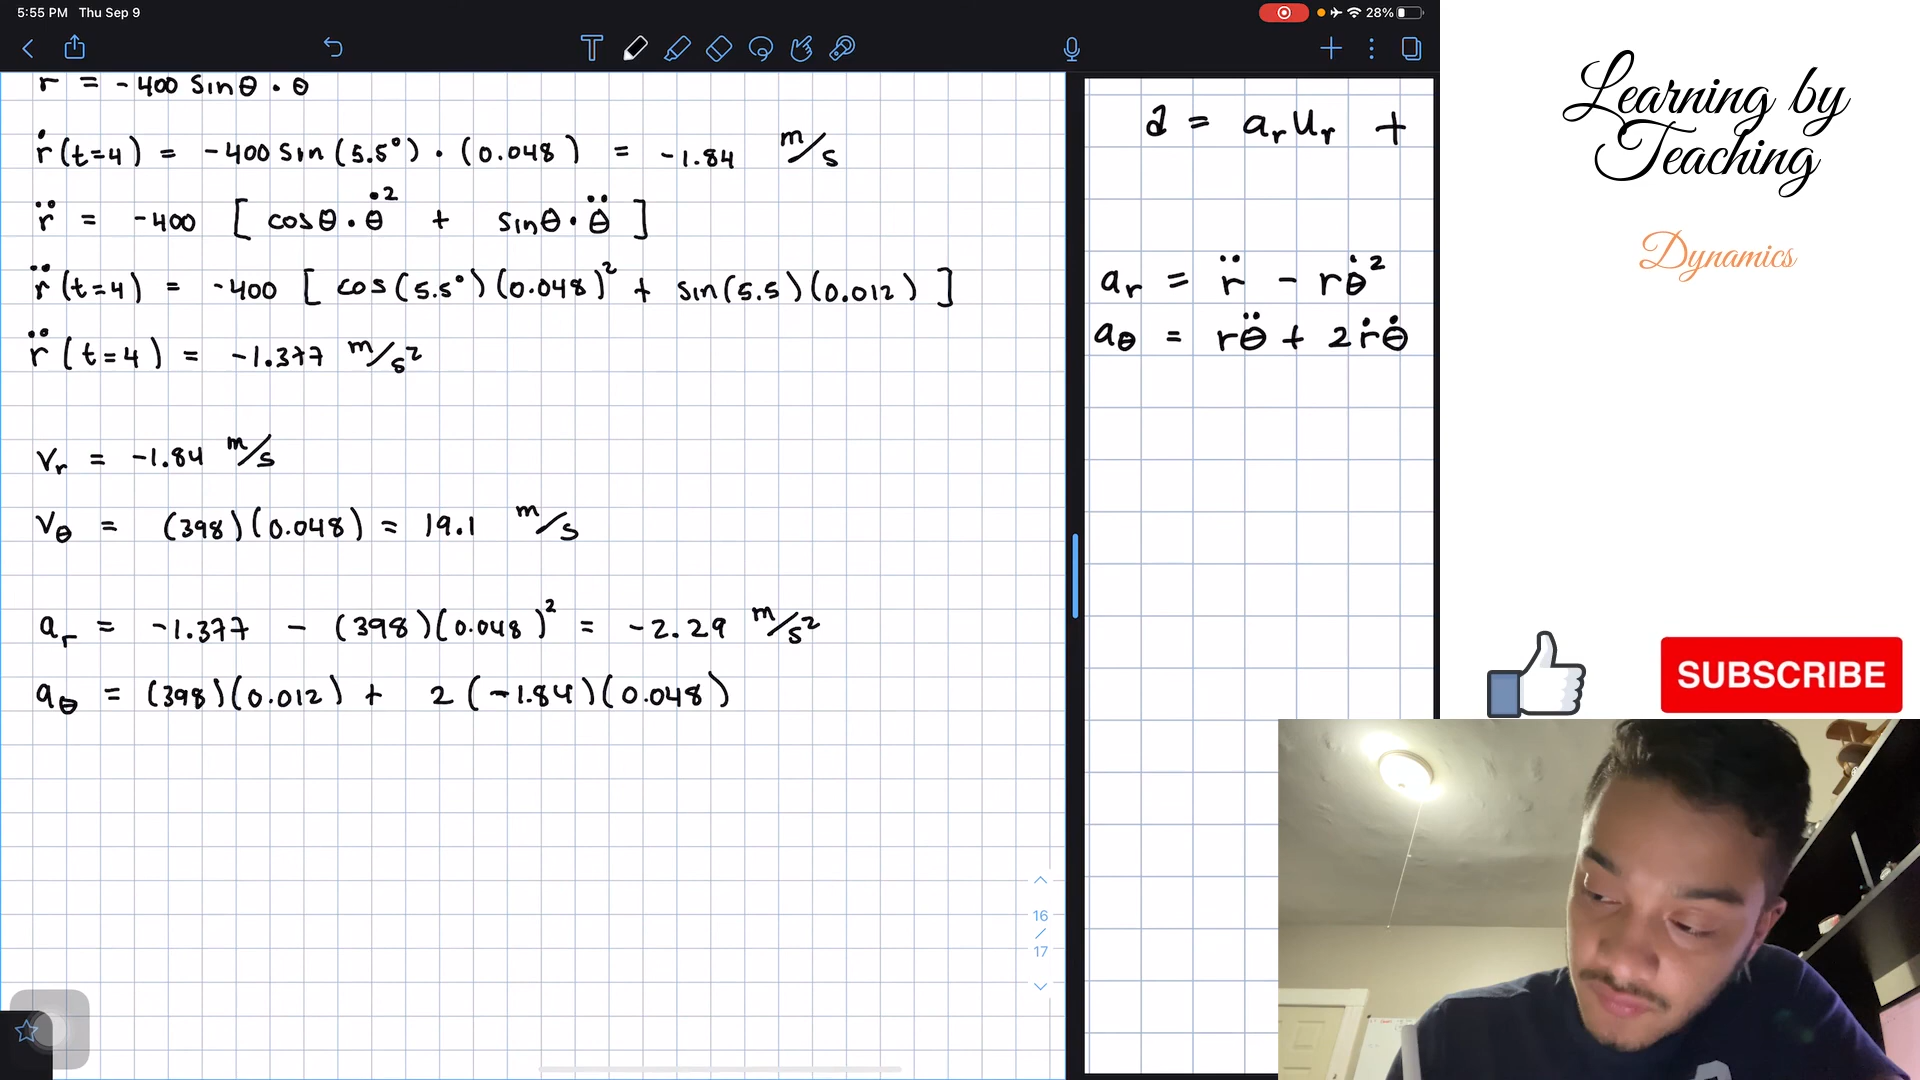 5:55 PM Thu Sep 9
28%
r = -400 sinθ · θ
ṙ(t=4) = -400 sin(5.5°) · (0.048) = -1.84 m/s
r̈ = -400 [ cosθ · θ̇² + sinθ · θ̈ ]
r̈(t=4) = -400 [ cos(5.5°)(0.048)² + sin(5.5)(0.012) ]
r̈(t=4) = -1.377 m/s²
Vr = -1.84 m/s
Vθ = (398)(0.048) = 19.1 m/s
ar = -1.377 - (398)(0.048)² = -2.29 m/s²
aθ = (398)(0.012) + 2(-1.84)(0.048)
16
/
17
a = arUr +
ar = r̈ - rθ̇²
aθ = rθ̈ + 2ṙθ̇
Learning by
Teaching
Dynamics
SUBSCRIBE